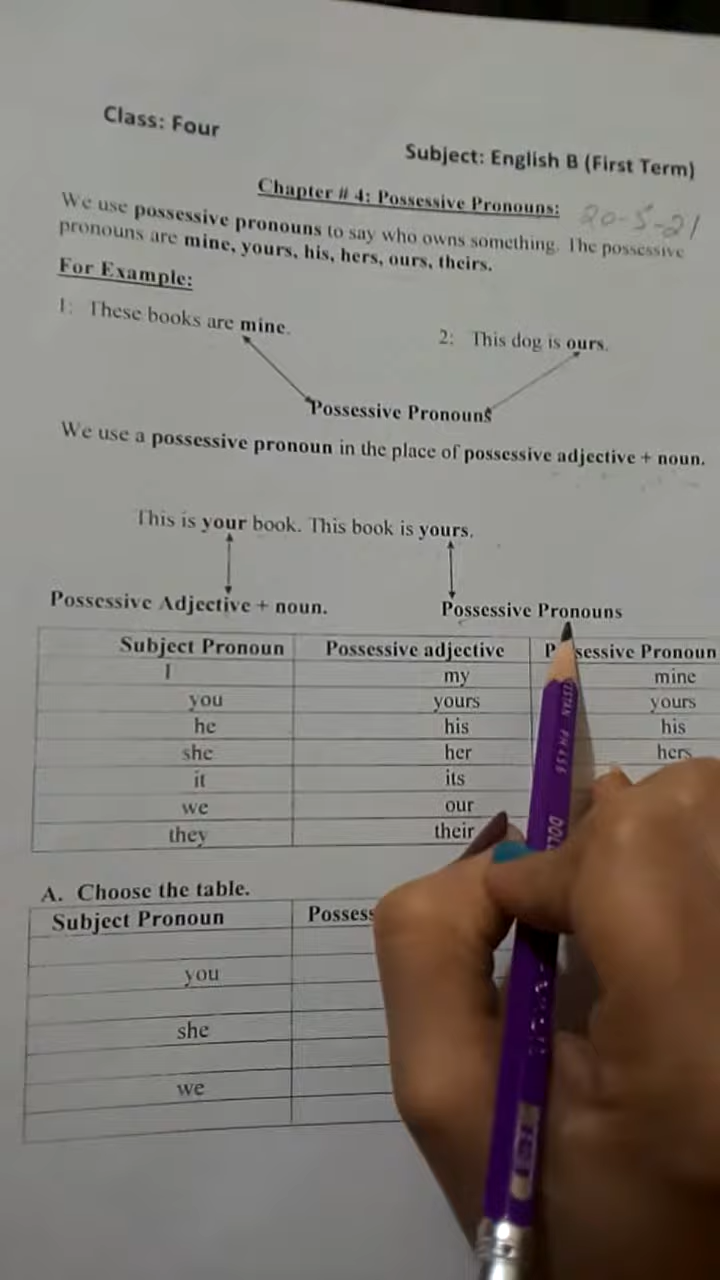 Class: Four
Subject: English B (First Term)
Chapter # 4: Possessive Pronouns:
20-5-21
We use possessive pronouns to say who owns something. The possessive
pronouns are mine, yours, his, hers, ours, theirs.
For Example:
1: These books are mine.
2: This dog is ours.
Possessive Pronouns
We use a possessive pronoun in the place of possessive adjective + noun.
This is your book. This book is yours.
Possessive Adjective + noun.
Possessive Pronouns
Subject Pronoun Possessive adjective Possessive Pronoun
I my mine
you yours yours
he his his
she her hers
it its
we our
they their
A. Choose the table.
Subject Pronoun Possess
you
she
we